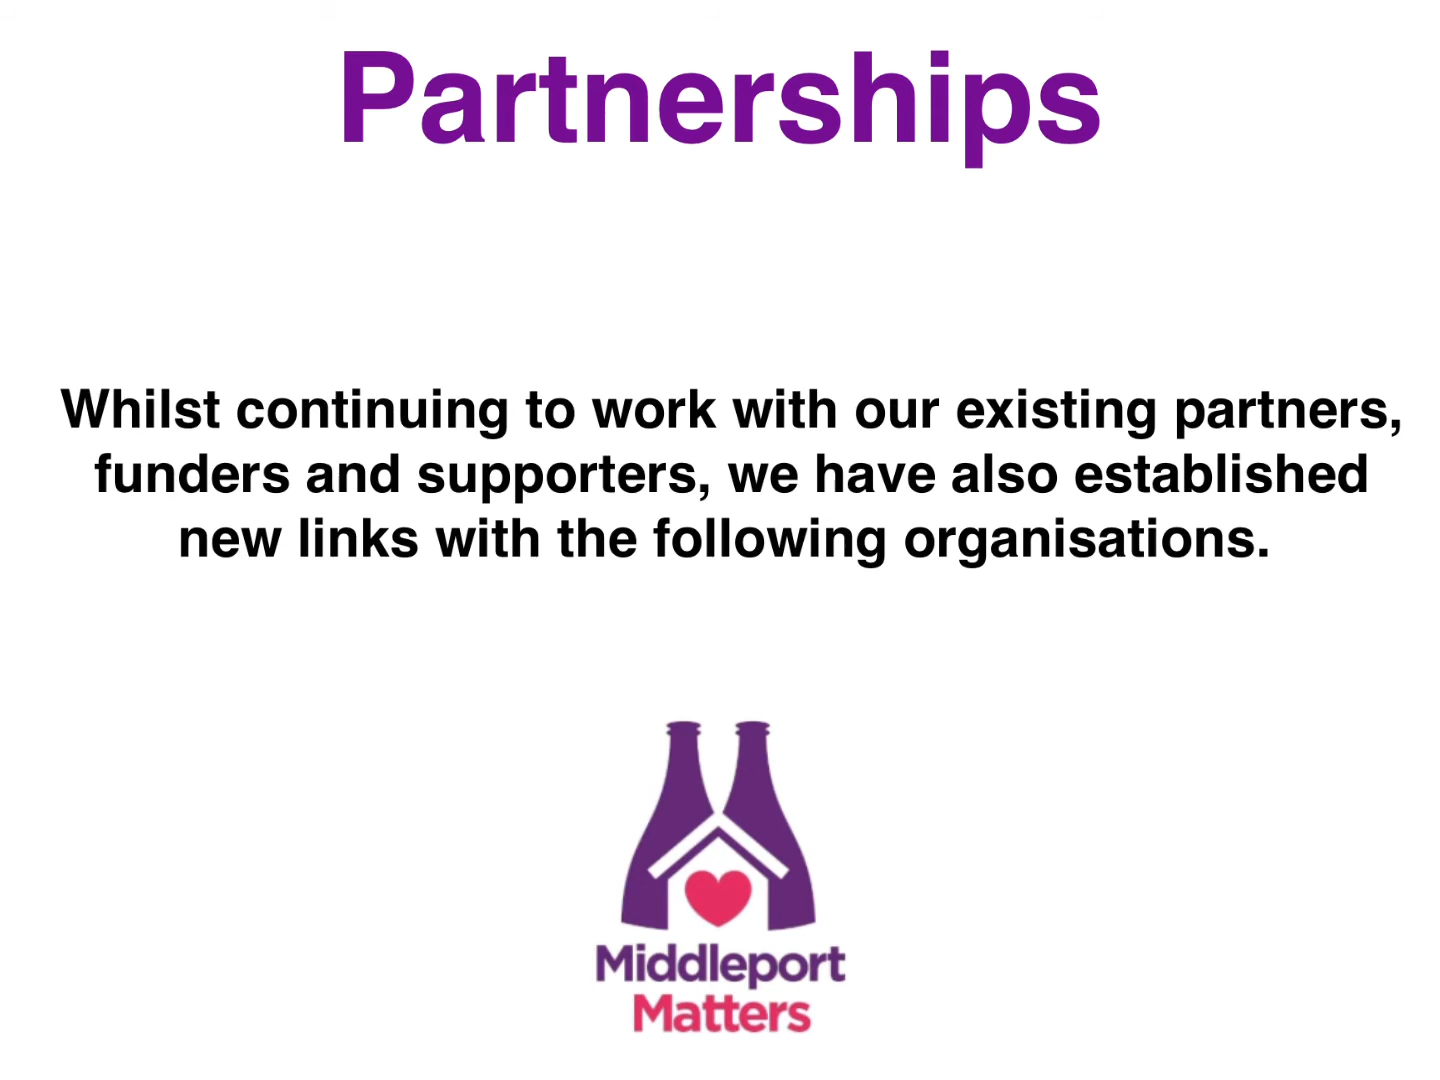 Partnerships
Whilst continuing to work with our existing partners,
funders and supporters, we have also established
new links with the following organisations.
Middleport
Matters